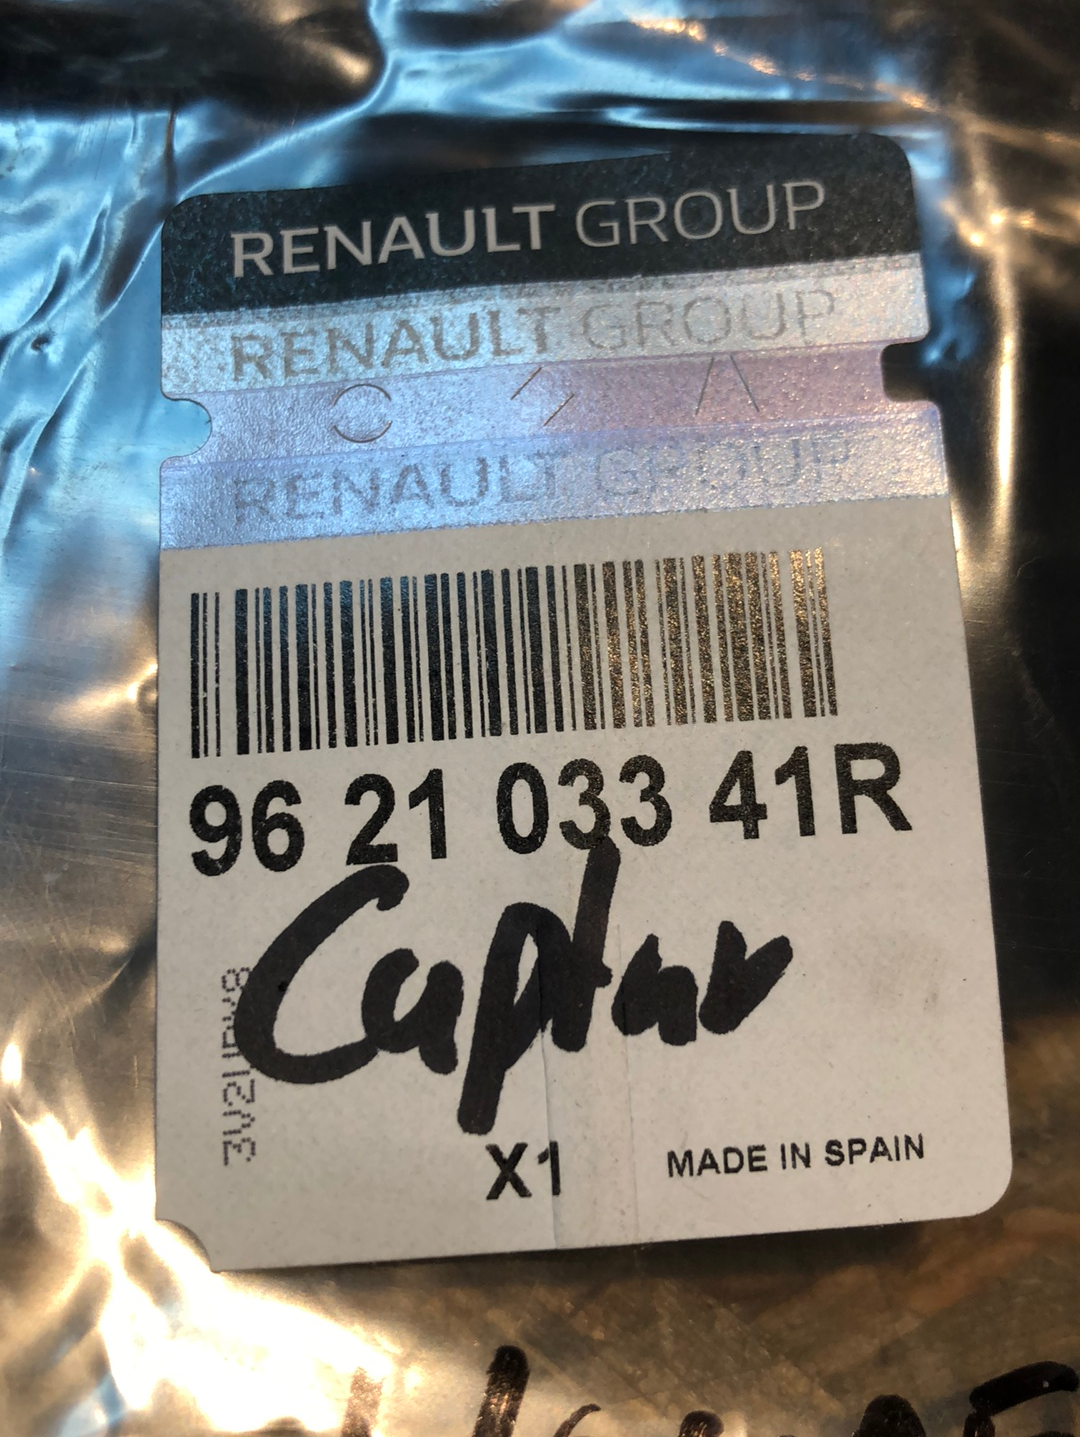 RENAULT GROUP
RENAULT GROUP
RENAULT GROUP
96 21 033 41R
Captur
X1 MADE IN SPAIN